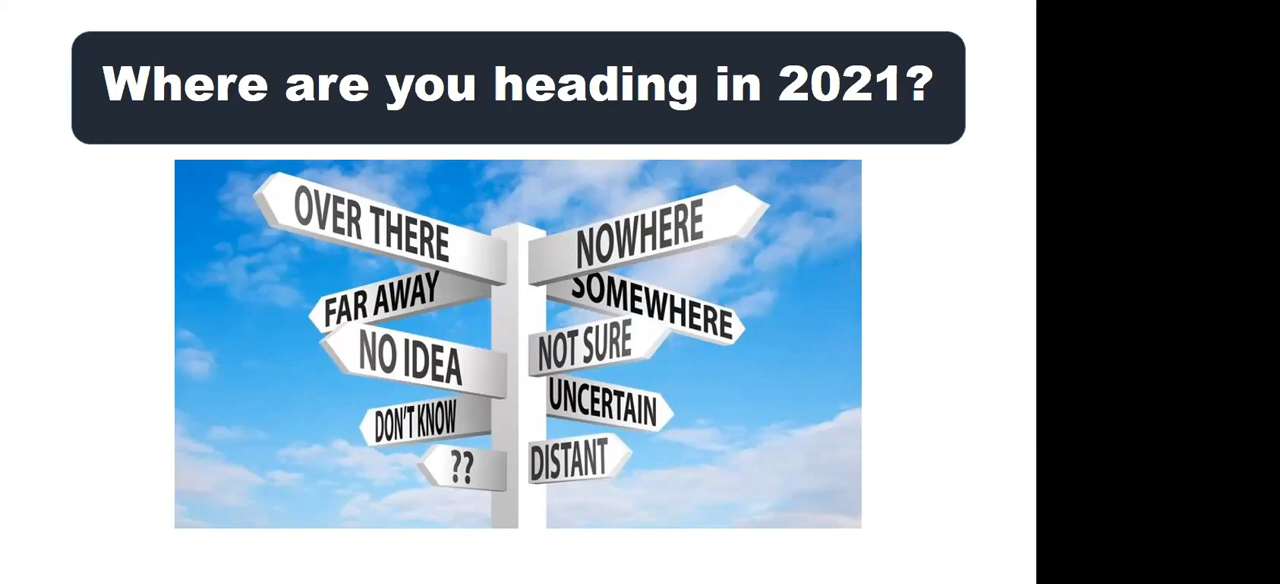 Where are you heading in 2021?
OVER THERE
NOWHERE
FAR AWAY
SOMEWHERE
NO IDEA
NOT SURE
DON'T KNOW
UNCERTAIN
??
DISTANT